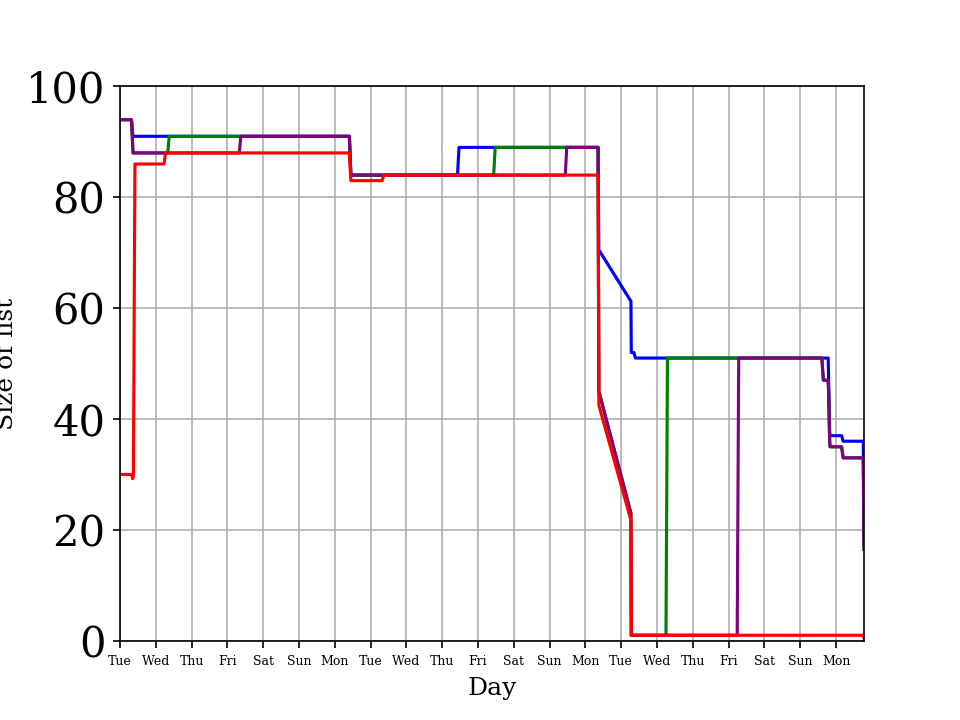 100
80
60
40
20
0
Size of list
Tue Wed Thu Fri Sat Sun Mon Tue Wed Thu Fri Sat Sun Mon Tue Wed Thu Fri Sat Sun Mon
Day